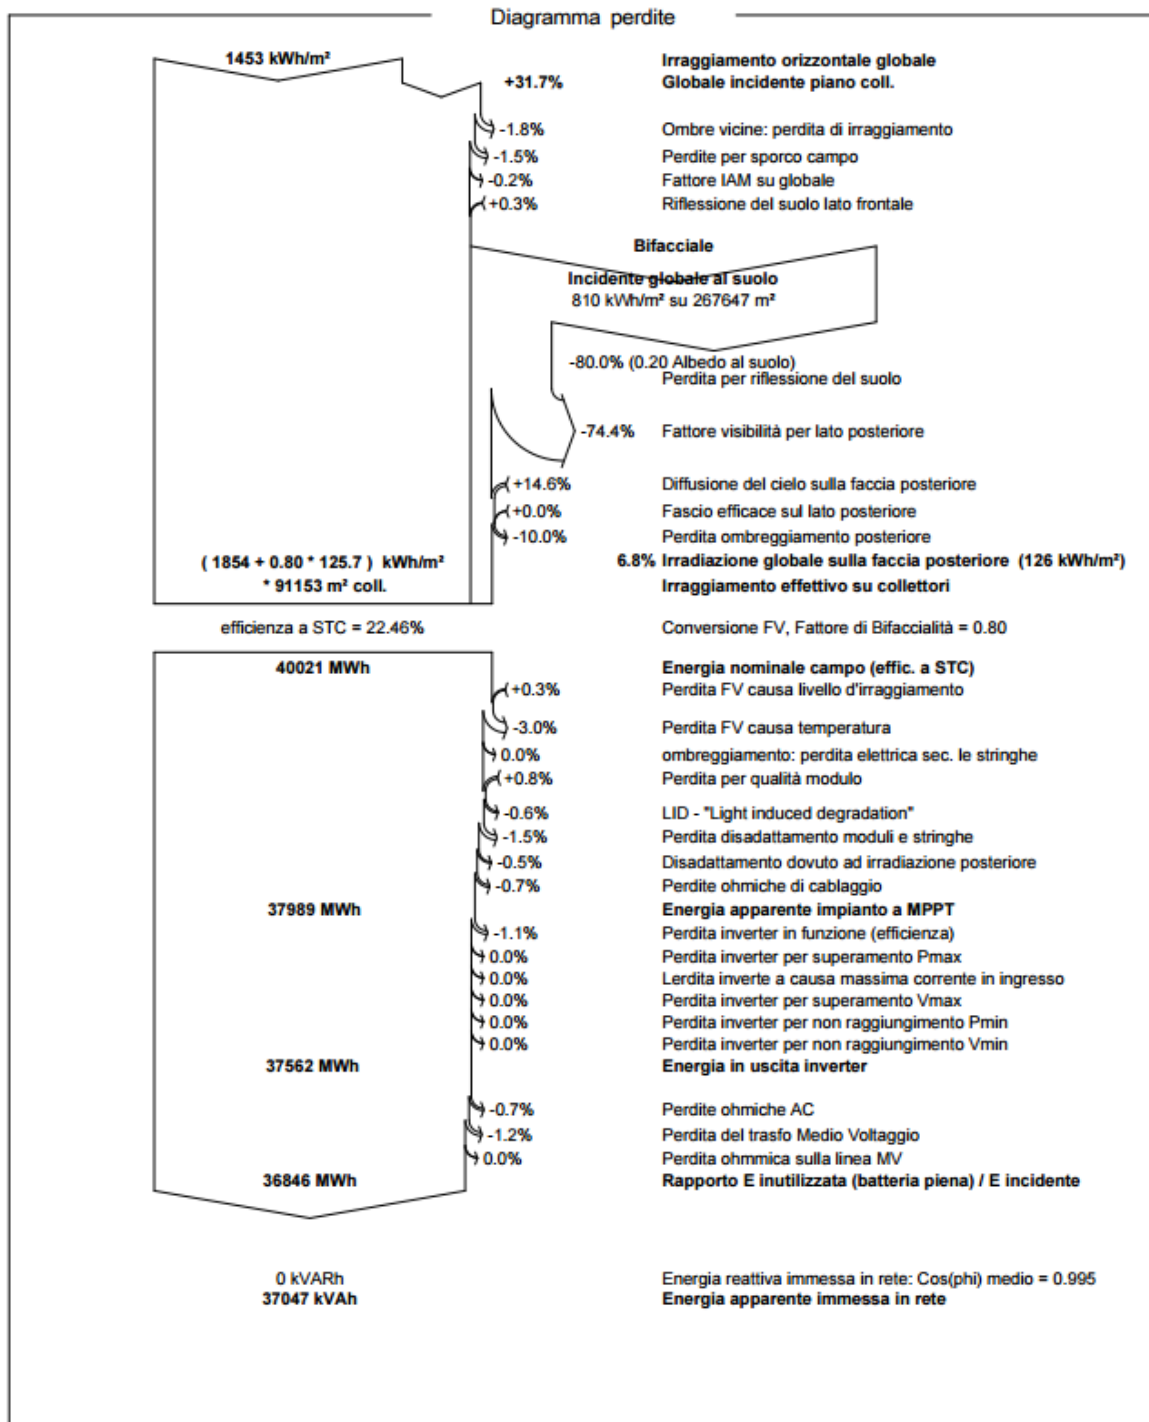 Diagramma perdite
1453 kWh/m²
Irraggiamento orizzontale globale
+31.7% Globale incidente piano coll.
-1.8% Ombre vicine: perdita di irraggiamento
-1.5% Perdite per sporco campo
-0.2% Fattore IAM su globale
+0.3% Riflessione del suolo lato frontale
Bifacciale
Incidente globale al suolo
810 kWh/m² su 267647 m²
-80.0% (0.20 Albedo al suolo)
Perdita per riflessione del suolo
-74.4% Fattore visibilità per lato posteriore
+14.6% Diffusione del cielo sulla faccia posteriore
+0.0% Fascio efficace sul lato posteriore
-10.0% Perdita ombreggiamento posteriore
( 1854 + 0.80 * 125.7 ) kWh/m² 6.8% Irradiazione globale sulla faccia posteriore (126 kWh/m²)
* 91153 m² coll. Irraggiamento effettivo su collettori
efficienza a STC = 22.46% Conversione FV, Fattore di Bifaccialità = 0.80
40021 MWh Energia nominale campo (effic. a STC)
+0.3% Perdita FV causa livello d'irraggiamento
-3.0% Perdita FV causa temperatura
0.0% ombreggiamento: perdita elettrica sec. le stringhe
+0.8% Perdita per qualità modulo
-0.6% LID - "Light induced degradation"
-1.5% Perdita disadattamento moduli e stringhe
-0.5% Disadattamento dovuto ad irradiazione posteriore
-0.7% Perdite ohmiche di cablaggio
37989 MWh Energia apparente impianto a MPPT
-1.1% Perdita inverter in funzione (efficienza)
0.0% Perdita inverter per superamento Pmax
0.0% Lerdita inverte a causa massima corrente in ingresso
0.0% Perdita inverter per superamento Vmax
0.0% Perdita inverter per non raggiungimento Pmin
0.0% Perdita inverter per non raggiungimento Vmin
37562 MWh Energia in uscita inverter
-0.7% Perdite ohmiche AC
-1.2% Perdita del trasfo Medio Voltaggio
0.0% Perdita ohmmica sulla linea MV
36846 MWh Rapporto E inutilizzata (batteria piena) / E incidente
0 kVARh Energia reattiva immessa in rete: Cos(phi) medio = 0.995
37047 kVAh Energia apparente immessa in rete